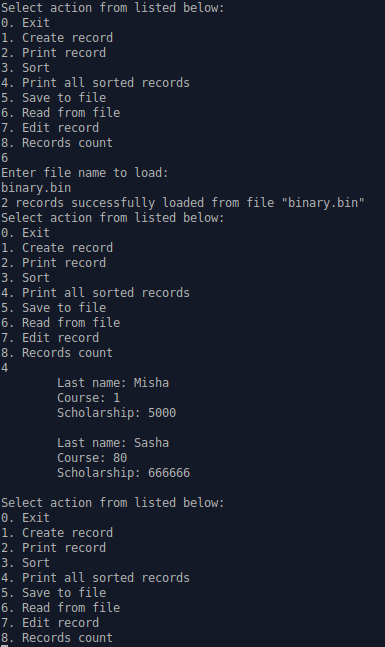 Select action from listed below:
0. Exit
1. Create record
2. Print record
3. Sort
4. Print all sorted records
5. Save to file
6. Read from file
7. Edit record
8. Records count
6
Enter file name to load:
binary.bin
2 records successfully loaded from file "binary.bin"
Select action from listed below:
0. Exit
1. Create record
2. Print record
3. Sort
4. Print all sorted records
5. Save to file
6. Read from file
7. Edit record
8. Records count
4
Last name: Misha
Course: 1
Scholarship: 5000
Last name: Sasha
Course: 80
Scholarship: 666666
Select action from listed below:
0. Exit
1. Create record
2. Print record
3. Sort
4. Print all sorted records
5. Save to file
6. Read from file
7. Edit record
8. Records count